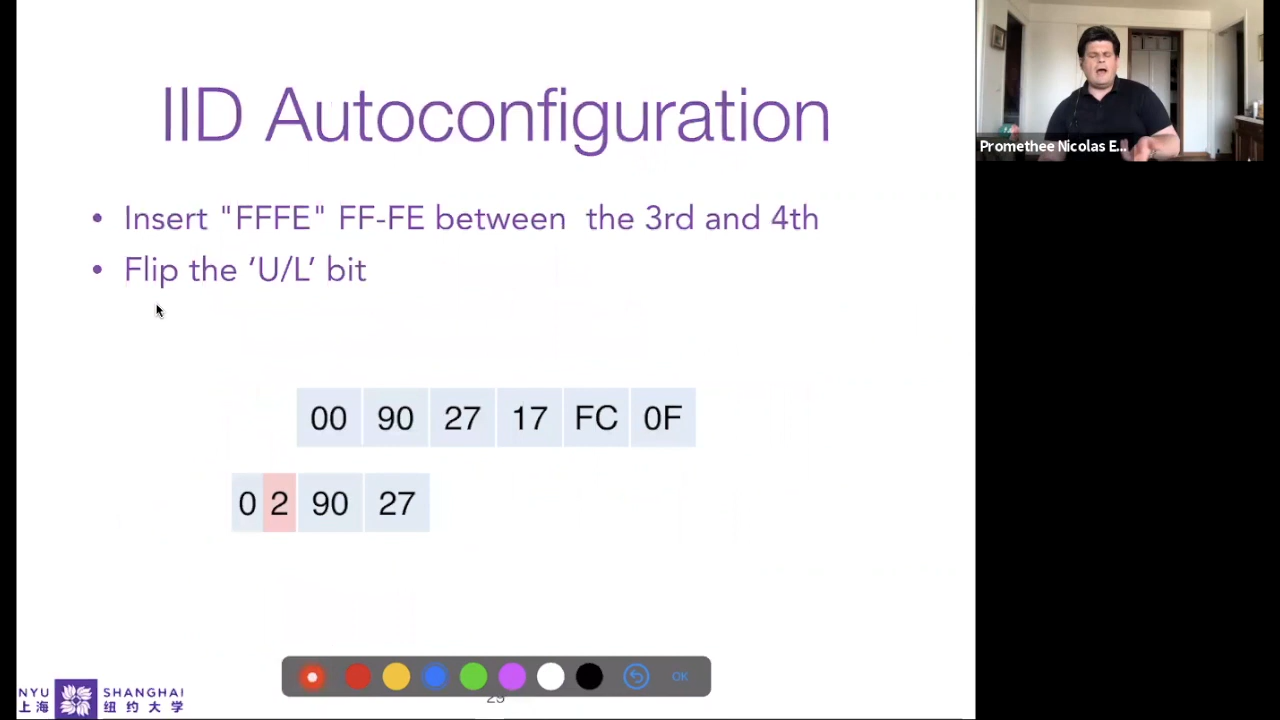 IID Autoconfiguration
• Insert "FFFE" FF-FE between  the 3rd and 4th
• Flip the ‘U/L’ bit
00 90 27 17 FC 0F
0 2 90 27
OK
NYU SHANGHAI
上海 纽约大学
Promethee Nicolas E...